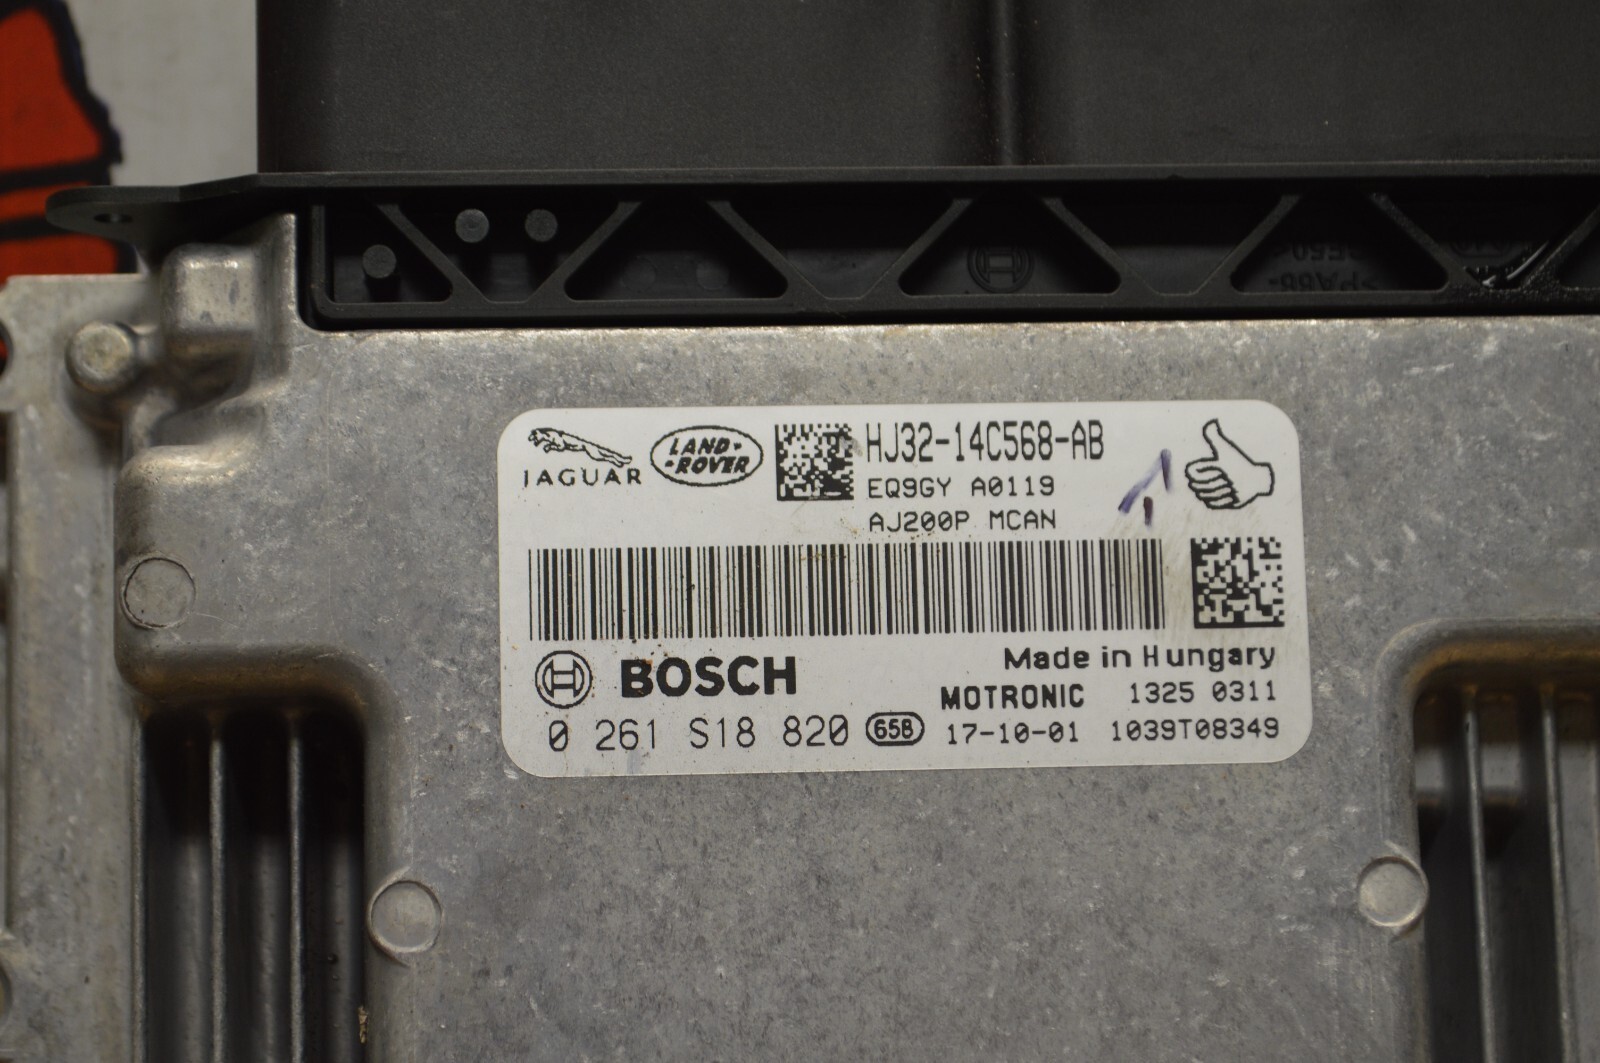 JAGUAR
LAND-
-ROVER
HJ32-14C568-AB
EQ9GY A0119
AJ200P MCAN
BOSCH
Made in Hungary
MOTRONIC 1325 0311
0 261 S18 820 65B 17-10-01 1039T08349